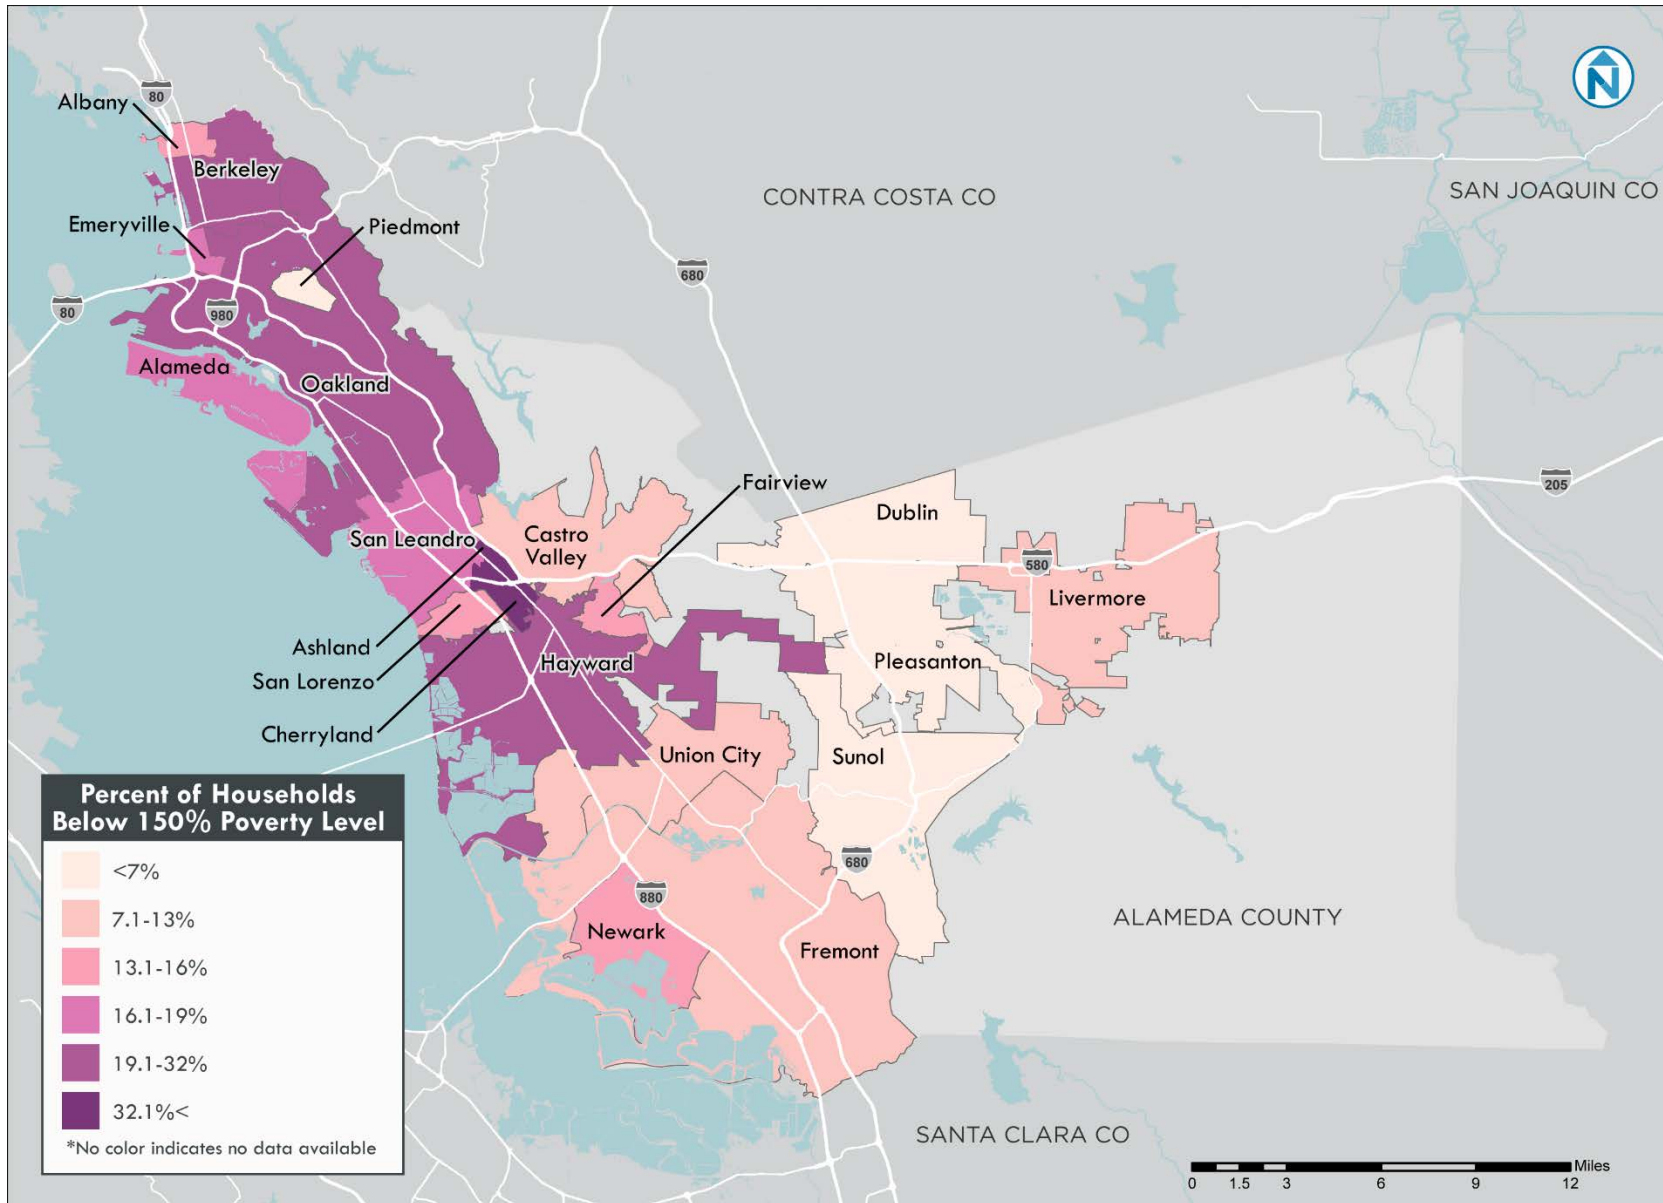 N
80
Albany
Berkeley
CONTRA COSTA CO
SAN JOAQUIN CO
Emeryville
Piedmont
680
80
980
Alameda
Oakland
Fairview
205
Dublin
Castro
Valley
San Leandro
580
Livermore
Ashland
Hayward
Pleasanton
San Lorenzo
Cherryland
Union City
Sunol
Percent of Households
Below 150% Poverty Level
<7%
7.1-13%
13.1-16%
16.1-19%
19.1-32%
32.1%<
*No color indicates no data available
680
880
Newark
Fremont
ALAMEDA COUNTY
SANTA CLARA CO
Miles
0 1.5 3 6 9 12